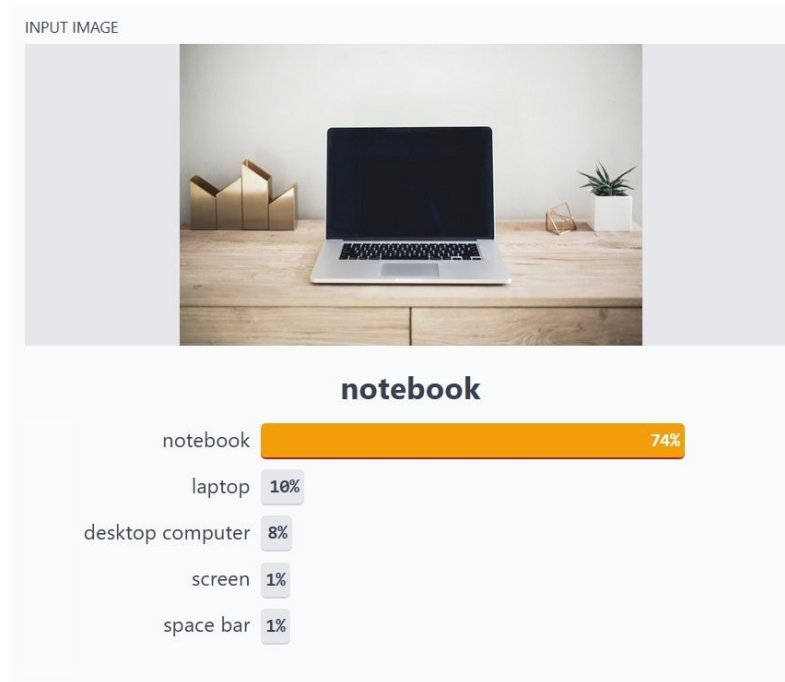 INPUT IMAGE
notebook
notebook 74%
laptop 10%
desktop computer 8%
screen 1%
space bar 1%